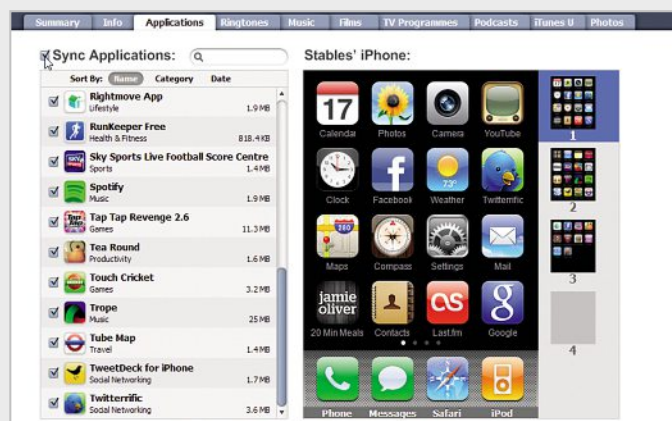 Summary Info Applications Ringtones Music Films TV Programmes Podcasts iTunes U Photos
Sync Applications:
Stables' iPhone:
Sort By: Name Category Date
Rightmove App
Lifestyle 1.9 MB
RunKeeper Free
Health & Fitness 818.4 KB
Sky Sports Live Football Score Centre
Sports 1.4 MB
Spotify
Music 1.9 MB
Tap Tap Revenge 2.6
Games 11.3 MB
Tea Round
Productivity 1.6 MB
Touch Cricket
Games 3.2 MB
Trope
Music 25 MB
Tube Map
Travel 1.4 MB
TweetDeck for iPhone
Social Networking 1.7 MB
Twitterrific
Social Networking 3.6 MB
17
Calendar Photos Camera YouTube
73°
Clock Facebook Weather Twitterrific
280
Maps Compass Settings Mail
jamie
oliver
20 Min Meals Contacts Last.fm Google
Phone Messages Safari iPod
1
2
3
4